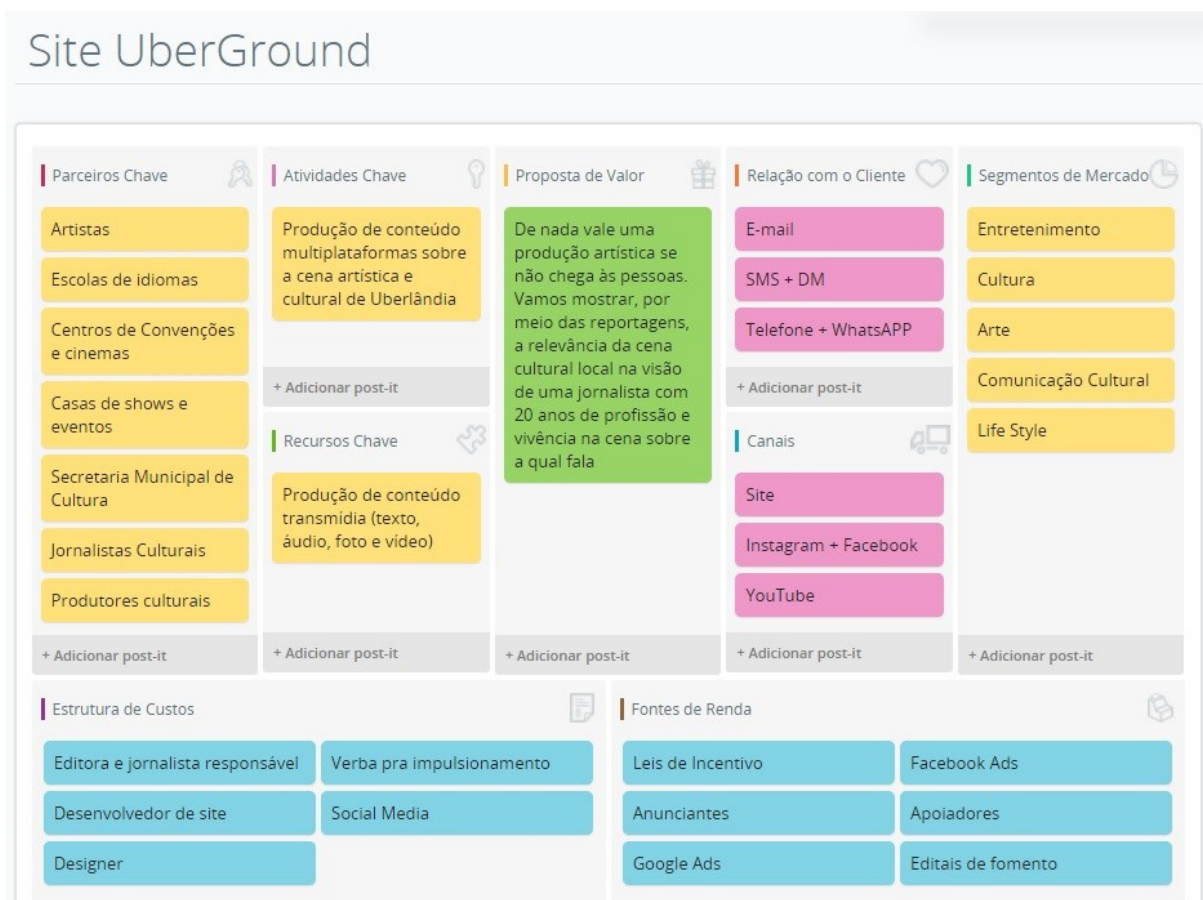 Site UberGround
Parceiros Chave
Artistas
Escolas de idiomas
Centros de Convenções
e cinemas
Casas de shows e
eventos
Secretaria Municipal de
Cultura
Jornalistas Culturais
Produtores culturais
+ Adicionar post-it
Atividades Chave
Produção de conteúdo
multiplataformas sobre
a cena artística e
cultural de Uberlândia
+ Adicionar post-it
Recursos Chave
Produção de conteúdo
transmídia (texto,
áudio, foto e vídeo)
+ Adicionar post-it
Proposta de Valor
De nada vale uma
produção artística se
não chega às pessoas.
Vamos mostrar, por
meio das reportagens,
a relevância da cena
cultural local na visão
de uma jornalista com
20 anos de profissão e
vivência na cena sobre
a qual fala
+ Adicionar post-it
Relação com o Cliente
E-mail
SMS + DM
Telefone + WhatsAPP
+ Adicionar post-it
Canais
Site
Instagram + Facebook
YouTube
+ Adicionar post-it
Segmentos de Mercado
Entretenimento
Cultura
Arte
Comunicação Cultural
Life Style
+ Adicionar post-it
Estrutura de Custos
Editora e jornalista responsável
Verba pra impulsionamento
Desenvolvedor de site
Social Media
Designer
Fontes de Renda
Leis de Incentivo
Facebook Ads
Anunciantes
Apoiadores
Google Ads
Editais de fomento